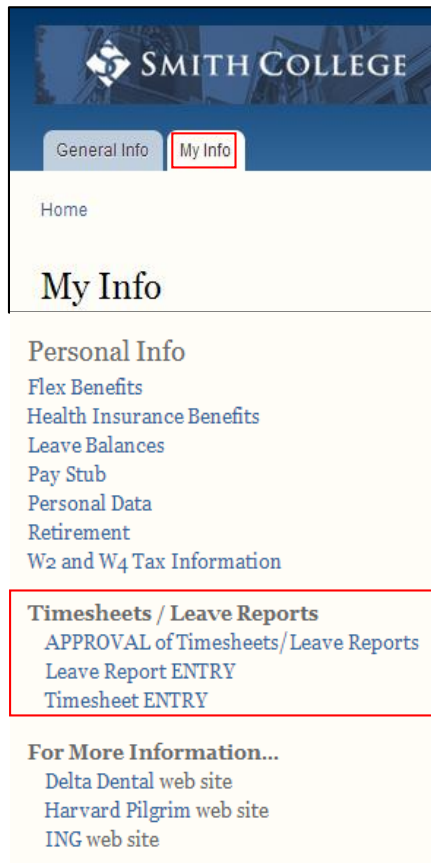 SMITH COLLEGE
General Info My Info
Home
My Info
Personal Info
Flex Benefits
Health Insurance Benefits
Leave Balances
Pay Stub
Personal Data
Retirement
W2 and W4 Tax Information
Timesheets / Leave Reports
APPROVAL of Timesheets/Leave Reports
Leave Report ENTRY
Timesheet ENTRY
For More Information...
Delta Dental web site
Harvard Pilgrim web site
ING web site